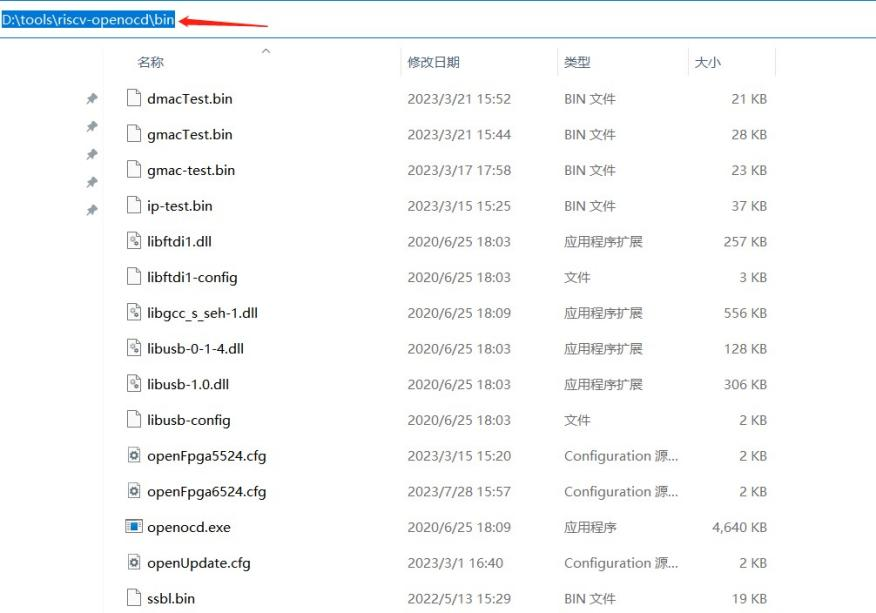 D:\tools\riscv-openocd\bin
名称 修改日期 类型 大小
dmacTest.bin 2023/3/21 15:52 BIN 文件 21 KB
gmacTest.bin 2023/3/21 15:44 BIN 文件 28 KB
gmac-test.bin 2023/3/17 17:58 BIN 文件 23 KB
ip-test.bin 2023/3/15 15:25 BIN 文件 37 KB
libftdi1.dll 2020/6/25 18:03 应用程序扩展 257 KB
libftdi1-config 2020/6/25 18:03 文件 3 KB
libgcc_s_seh-1.dll 2020/6/25 18:09 应用程序扩展 556 KB
libusb-0-1-4.dll 2020/6/25 18:03 应用程序扩展 128 KB
libusb-1.0.dll 2020/6/25 18:03 应用程序扩展 306 KB
libusb-config 2020/6/25 18:03 文件 2 KB
openFpga5524.cfg 2023/3/15 15:20 Configuration 源... 2 KB
openFpga6524.cfg 2023/7/28 15:57 Configuration 源... 2 KB
openocd.exe 2020/6/25 18:09 应用程序 4,640 KB
openUpdate.cfg 2023/3/1 16:40 Configuration 源... 2 KB
ssbl.bin 2022/5/13 15:29 BIN 文件 19 KB